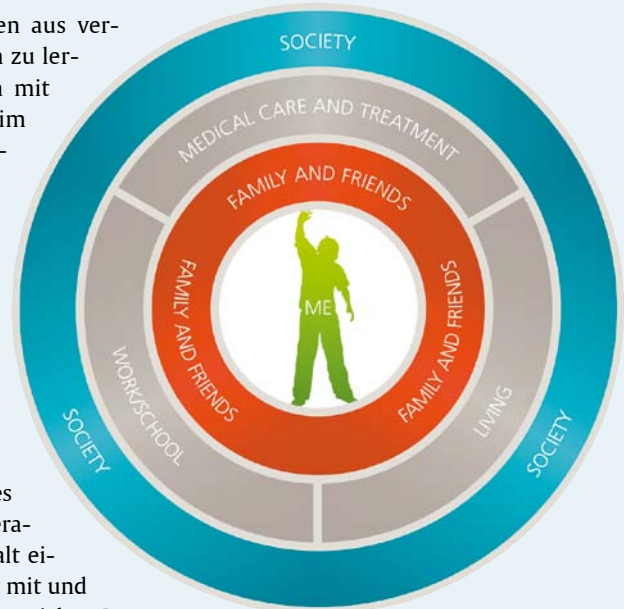 en aus ver-
zu ler-
mit
im
-
es
era-
alt ei-
mit und
SOCIETY
MEDICAL CARE AND TREATMENT
FAMILY AND FRIENDS
FAMILY AND FRIENDS
FAMILY AND FRIENDS
ME
WORK/SCHOOL
LIVING
SOCIETY
SOCIETY